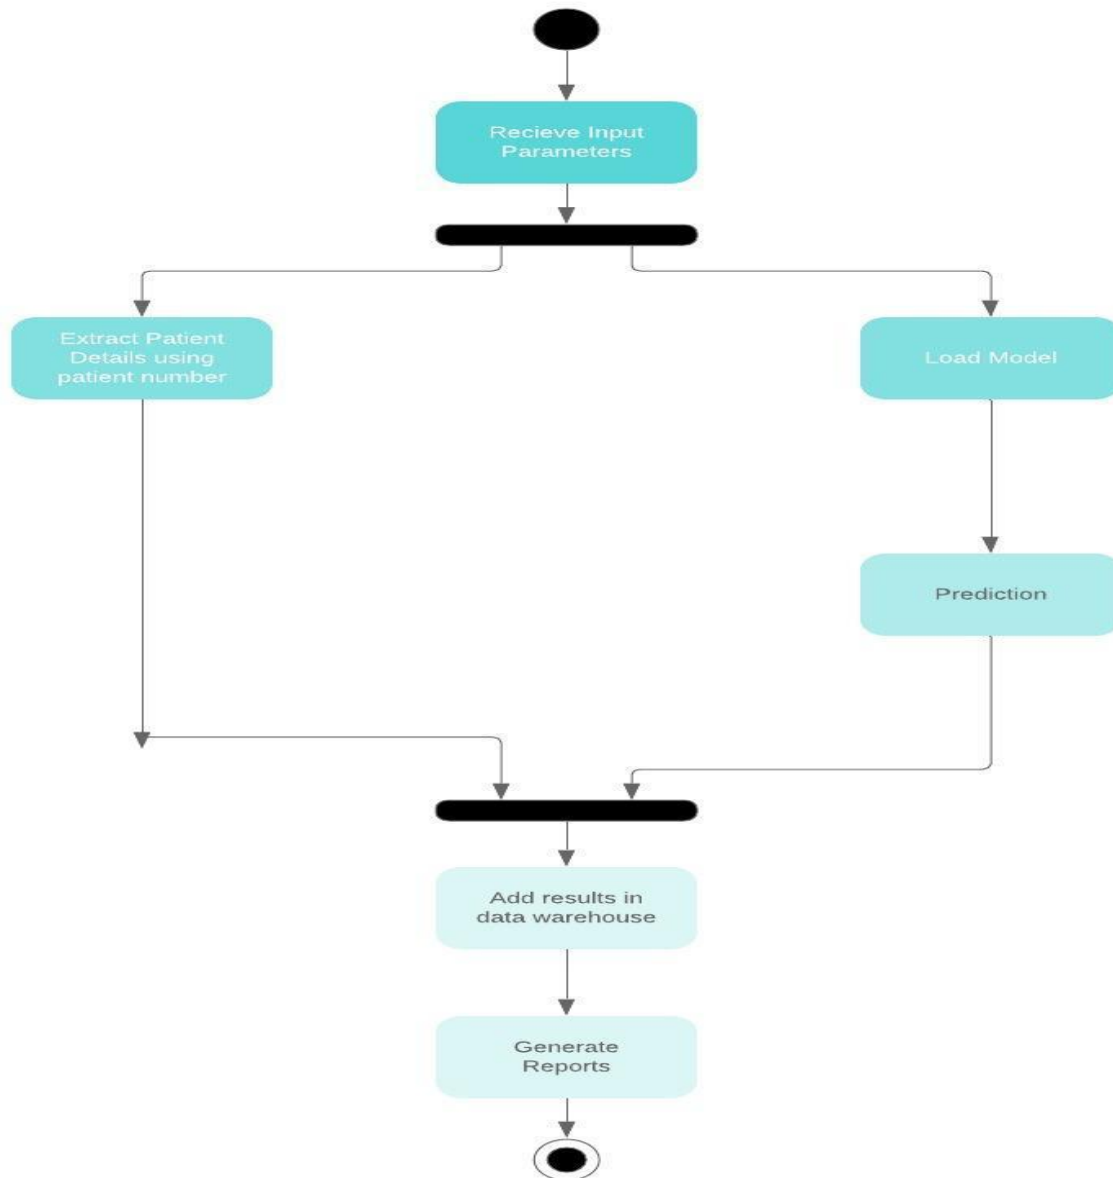 Recieve Input
Parameters
Extract Patient
Details using
patient number
Load Model
Prediction
Add results in
data warehouse
Generate
Reports